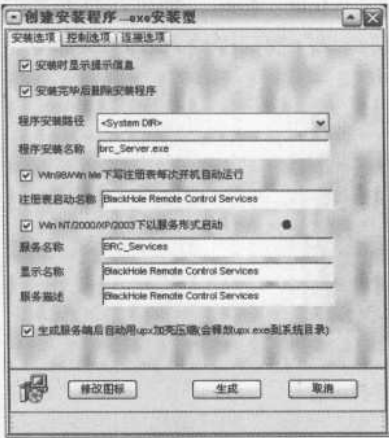 创建安装程序 —exe安装型
安装选项 控制选项 连接选项
安装时显示提示信息
安装完毕后删除安装程序
程序安装路径 <System DIR>
程序安装名称 brc_Server.exe
Win98/Win Me下写注册表每次开机自动运行
注册表启动名称 BlackHole Remote Control Services
Win NT/2000/XP/2003下以服务形式启动
服务名称 BRC_Services
显示名称 BlackHole Remote Control Services
服务描述 BlackHole Remote Control Services
生成服务端后自动用upx加壳压缩(会释放upx.exe到系统目录)
修改图标 生成 取消